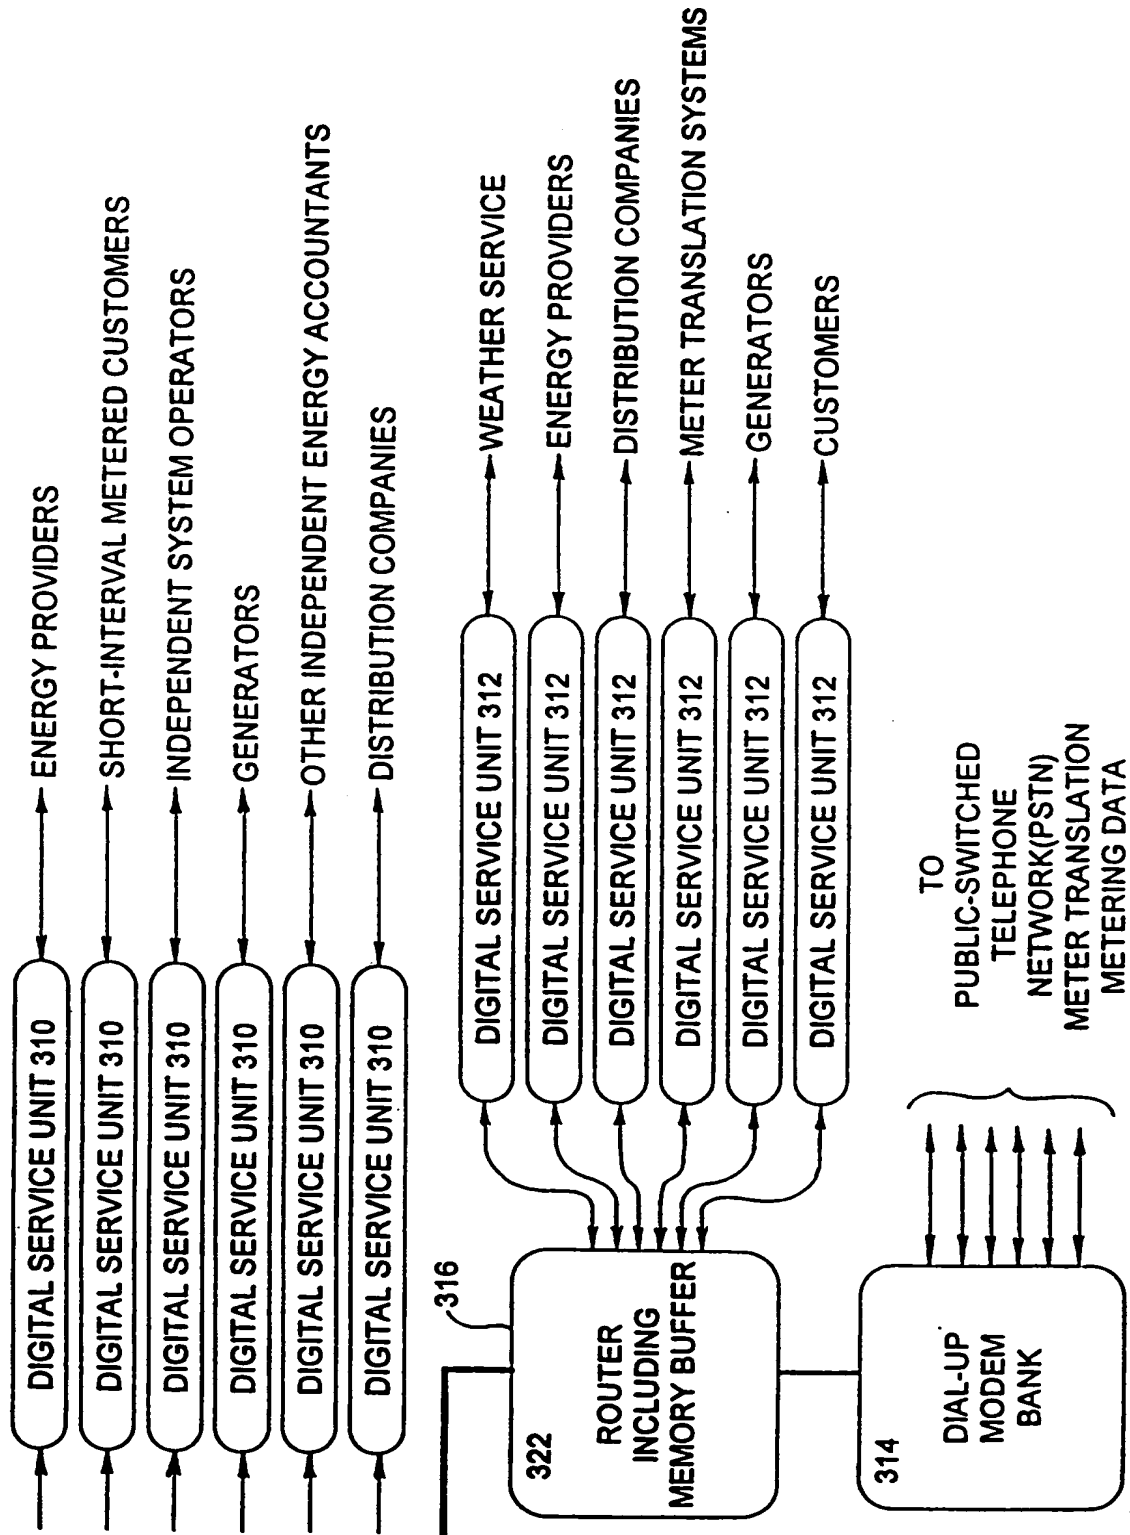 DIGITAL SERVICE UNIT 310
ENERGY PROVIDERS
DIGITAL SERVICE UNIT 310
SHORT-INTERVAL METERED CUSTOMERS
DIGITAL SERVICE UNIT 310
INDEPENDENT SYSTEM OPERATORS
DIGITAL SERVICE UNIT 310
GENERATORS
DIGITAL SERVICE UNIT 310
OTHER INDEPENDENT ENERGY ACCOUNTANTS
DIGITAL SERVICE UNIT 310
DISTRIBUTION COMPANIES
316
322
ROUTER
INCLUDING
MEMORY BUFFER
DIGITAL SERVICE UNIT 312
WEATHER SERVICE
DIGITAL SERVICE UNIT 312
ENERGY PROVIDERS
DIGITAL SERVICE UNIT 312
DISTRIBUTION COMPANIES
DIGITAL SERVICE UNIT 312
METER TRANSLATION SYSTEMS
DIGITAL SERVICE UNIT 312
GENERATORS
DIGITAL SERVICE UNIT 312
CUSTOMERS
314
DIAL-UP
MODEM
BANK
TO
PUBLIC-SWITCHED
TELEPHONE
NETWORK(PSTN)
METER TRANSLATION
METERING DATA